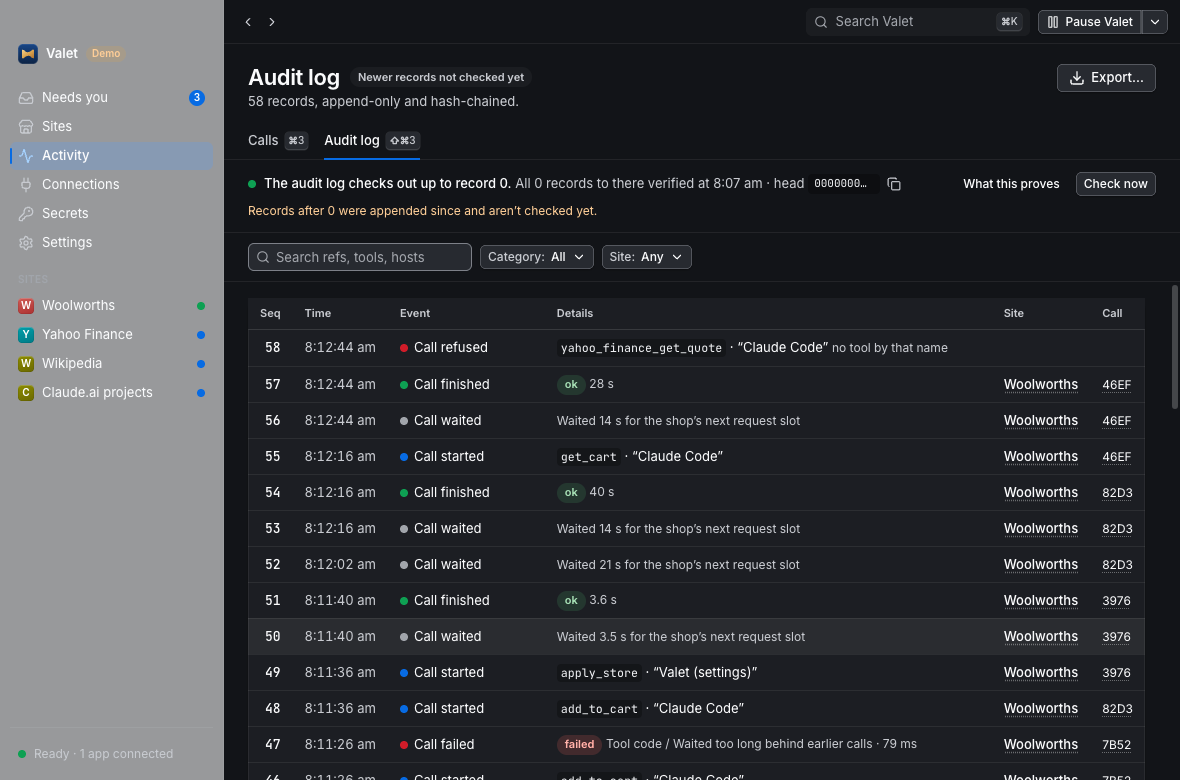 Search Valet ⌘K
Pause Valet
Valet Demo
Needs you 3
Sites
Activity
Connections
Secrets
Settings
SITES
W Woolworths
Y Yahoo Finance
W Wikipedia
C Claude.ai projects
Ready · 1 app connected
Audit log Newer records not checked yet
58 records, append-only and hash-chained.
Export…
Calls ⌘3 Audit log ⇧⌘3
The audit log checks out up to record 0. All 0 records to there verified at 8:07 am · head 0000000…
What this proves Check now
Records after 0 were appended since and aren’t checked yet.
Search refs, tools, hosts Category: All Site: Any
Seq Time Event Details Site Call
58 8:12:44 am Call refused yahoo_finance_get_quote · “Claude Code” no tool by that name
57 8:12:44 am Call finished ok 28 s Woolworths 46EF
56 8:12:44 am Call waited Waited 14 s for the shop’s next request slot Woolworths 46EF
55 8:12:16 am Call started get_cart · “Claude Code” Woolworths 46EF
54 8:12:16 am Call finished ok 40 s Woolworths 82D3
53 8:12:16 am Call waited Waited 14 s for the shop’s next request slot Woolworths 82D3
52 8:12:02 am Call waited Waited 21 s for the shop’s next request slot Woolworths 82D3
51 8:11:40 am Call finished ok 3.6 s Woolworths 3976
50 8:11:40 am Call waited Waited 3.5 s for the shop’s next request slot Woolworths 3976
49 8:11:36 am Call started apply_store · “Valet (settings)” Woolworths 3976
48 8:11:36 am Call started add_to_cart · “Claude Code” Woolworths 82D3
47 8:11:26 am Call failed failed Tool code / Waited too long behind earlier calls · 79 ms Woolworths 7B52
46 8:11:26 am Call started add_to_cart · “Claude Code” Woolworths 7B52